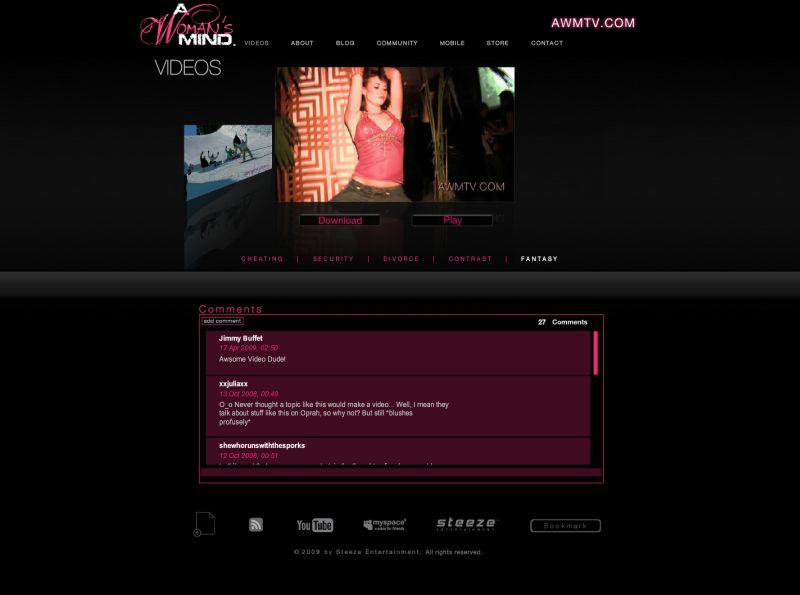 A
Woman's
MIND.
AWMTV.COM
VIDEOS ABOUT BLOG COMMUNITY MOBILE STORE CONTACT
VIDEOS
AWMTV.COM
Download Play
CHEATING | SECURITY | DIVORCE | CONTRAST | FANTASY
Comments
add comment 27 Comments
Jimmy Buffet
17 Apr 2009, 02:50
Awsome Video Dude!
xxjuliaxx
13 Oct 2008, 00:49
O_o Never thought a topic like this would make a video... Well, I mean they
talk about stuff like this on Oprah, so why not? But still *blushes
profusely*
shewhorunswiththesporks
12 Oct 2008, 00:51
YouTube myspace a place for friends steeze ENTERTAINMENT Bookmark
© 2009 by Steeze Entertainment. All rights reserved.